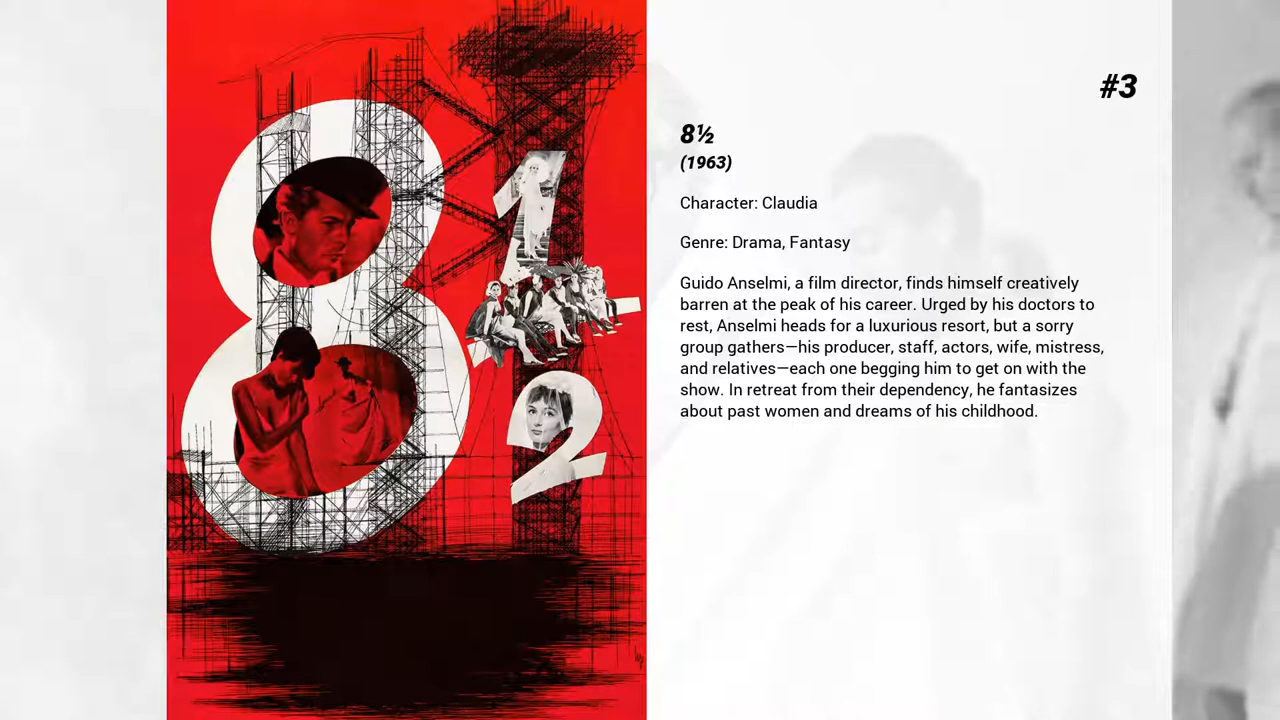 #3
8½
(1963)
Character: Claudia
Genre: Drama, Fantasy
Guido Anselmi, a film director, finds himself creatively
barren at the peak of his career. Urged by his doctors to
rest, Anselmi heads for a luxurious resort, but a sorry
group gathers—his producer, staff, actors, wife, mistress,
and relatives—each one begging him to get on with the
show. In retreat from their dependency, he fantasizes
about past women and dreams of his childhood.
8 1
2